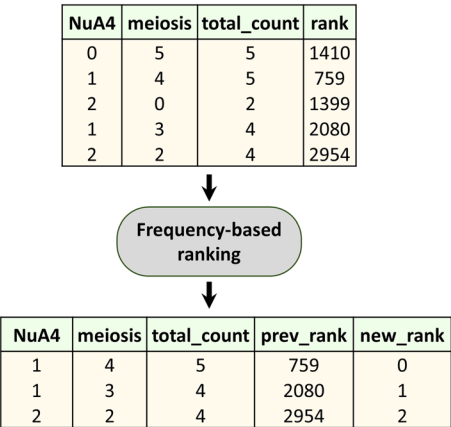 NuA4 meiosis total_count rank
0 5 5 1410
1 4 5 759
2 0 2 1399
1 3 4 2080
2 2 4 2954
Frequency-based
ranking
NuA4 meiosis total_count prev_rank new_rank
1 4 5 759 0
1 3 4 2080 1
2 2 4 2954 2